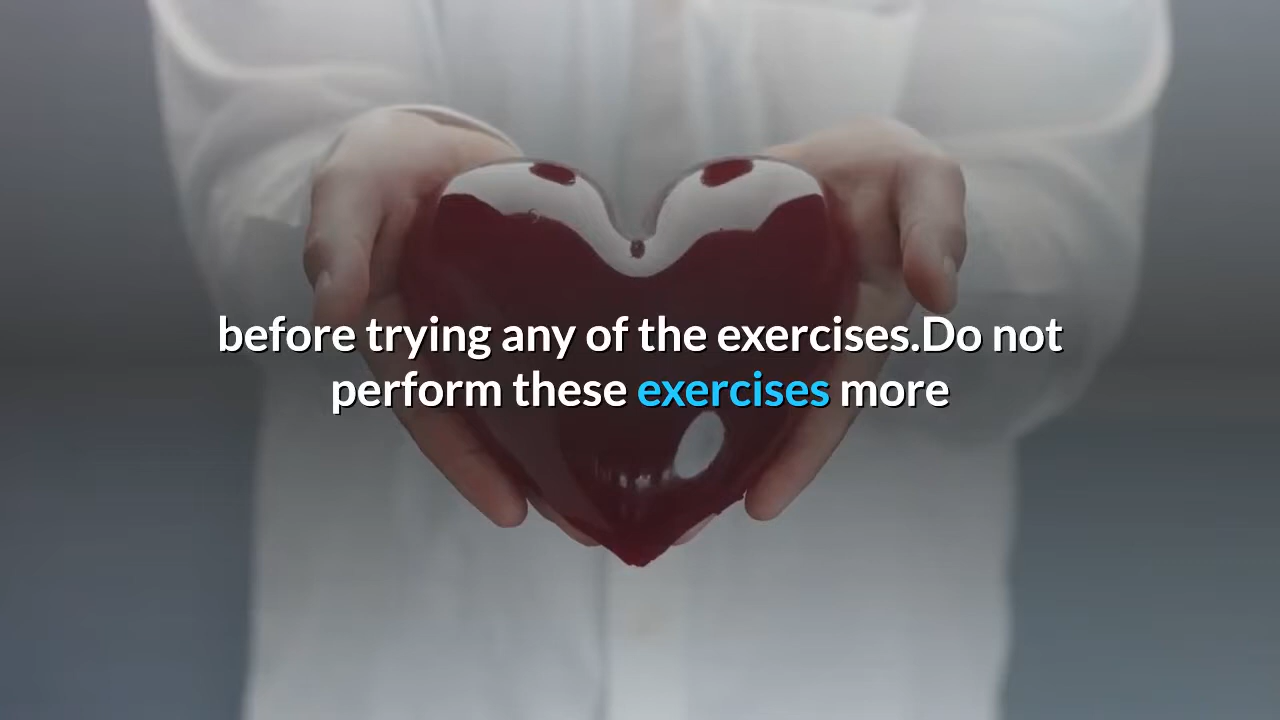 before trying any of the exercises.Do not
perform these exercises more